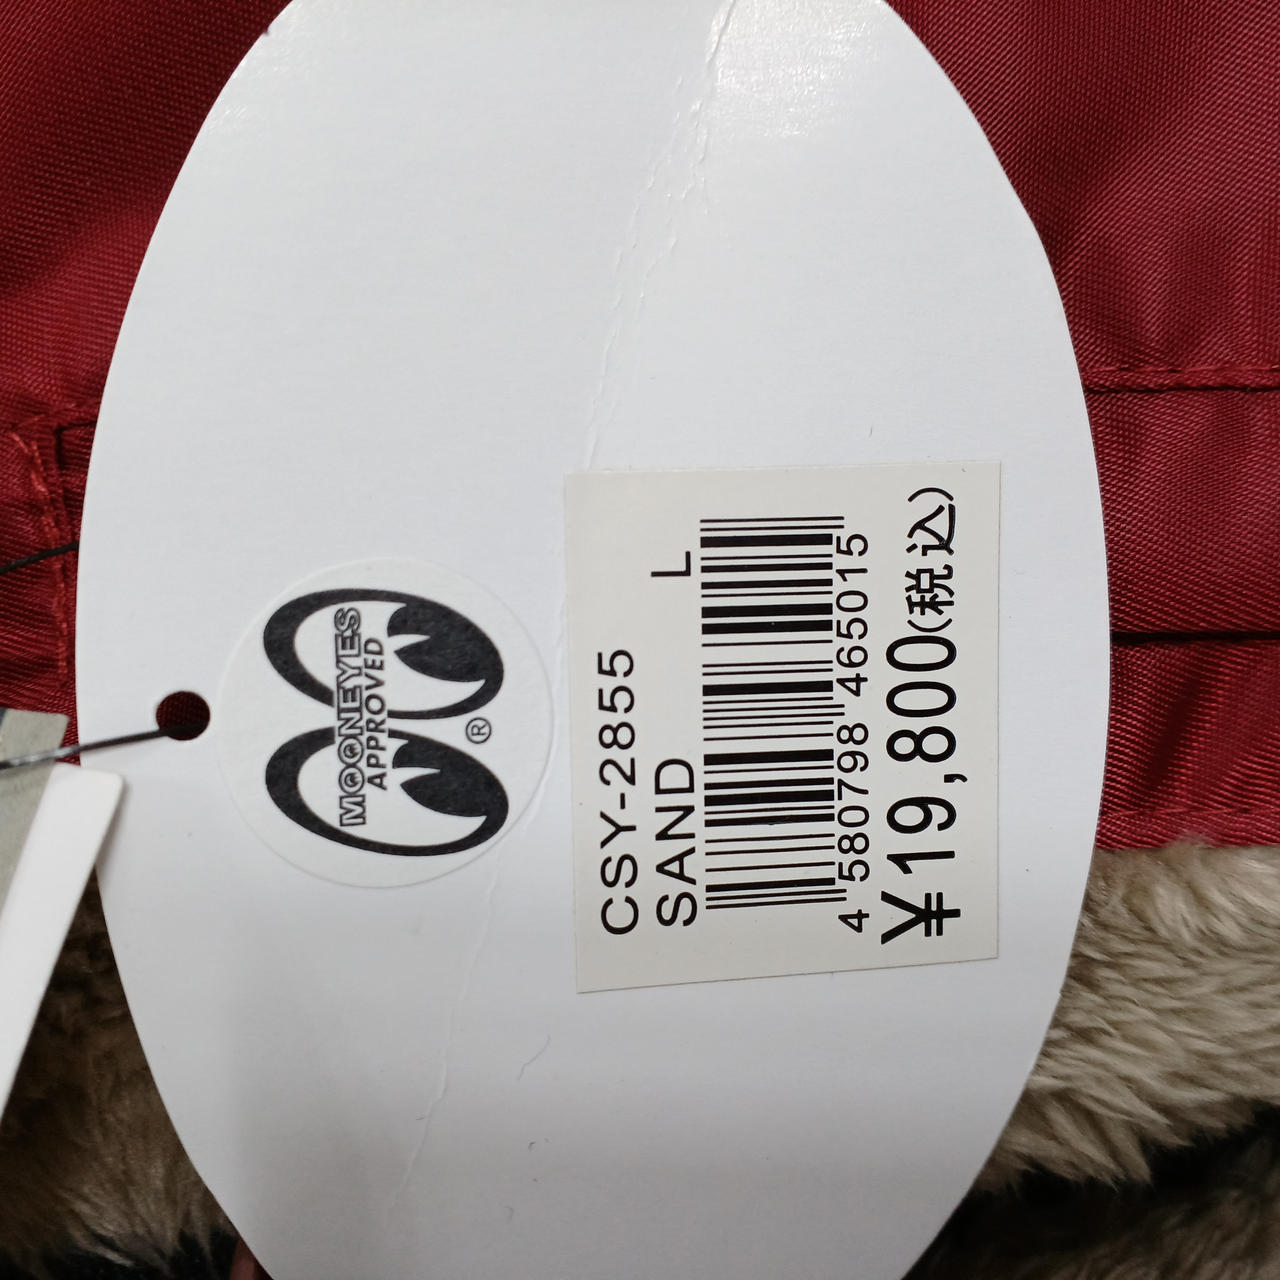 MOONEYES
APPROVED
®
CSY-2855
SAND L
4 580798 465015
¥19,800(税込)